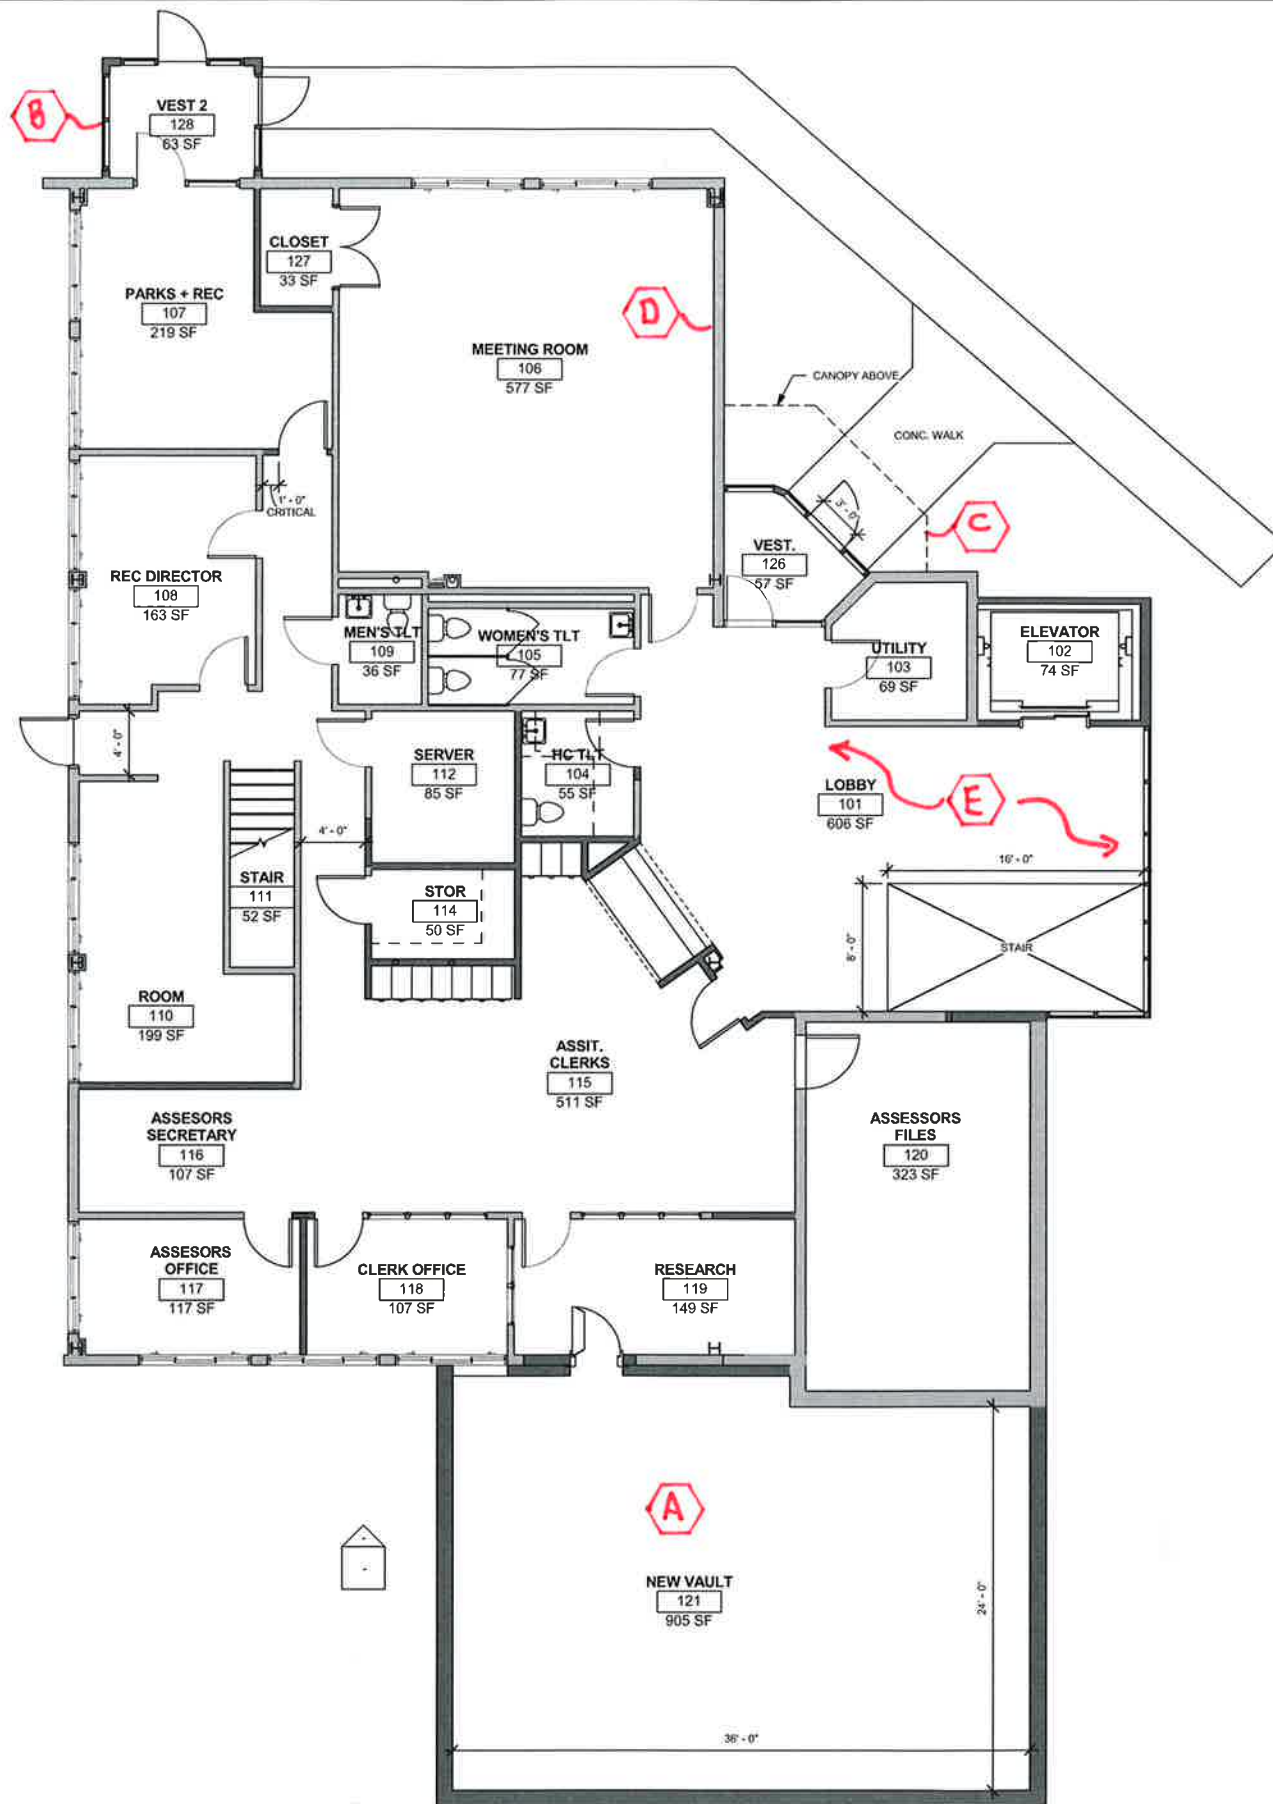 B
VEST 2
128
63 SF
CLOSET
127
33 SF
PARKS + REC
107
219 SF
D
MEETING ROOM
106
577 SF
CANOPY ABOVE
CONC. WALK
1' - 0"
CRITICAL
3' - 0"
C
VEST.
126
57 SF
REC DIRECTOR
108
163 SF
MEN'S TLT
109
36 SF
WOMEN'S TLT
105
77 SF
UTILITY
103
69 SF
ELEVATOR
102
74 SF
4' - 0"
SERVER
112
85 SF
HC TLT
104
55 SF
LOBBY
101
606 SF
E
4' - 0"
16' - 0"
STAIR
111
52 SF
STOR
114
50 SF
8' - 0"
STAIR
ROOM
110
199 SF
ASSIT.
CLERKS
115
511 SF
ASSESORS
SECRETARY
116
107 SF
ASSESSORS
FILES
120
323 SF
ASSESORS
OFFICE
117
117 SF
CLERK OFFICE
118
107 SF
RESEARCH
119
149 SF
A
NEW VAULT
121
905 SF
24' - 0"
36' - 0"